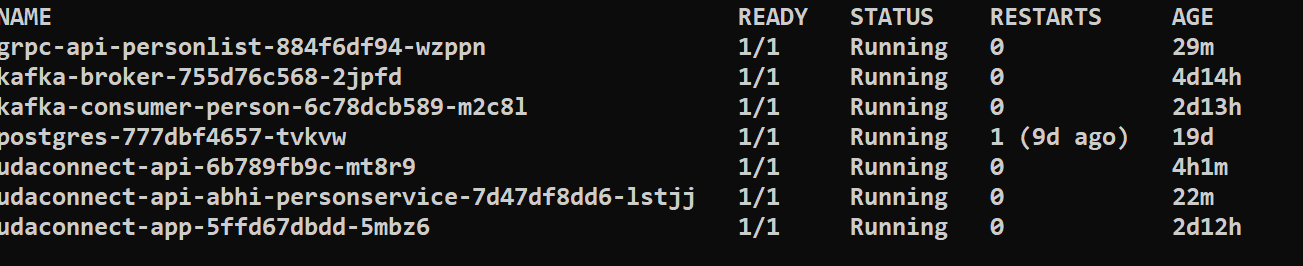 NAME READY STATUS RESTARTS AGE
grpc-api-personlist-884f6df94-wzppn 1/1 Running 0 29m
kafka-broker-755d76c568-2jpfd 1/1 Running 0 4d14h
kafka-consumer-person-6c78dcb589-m2c8l 1/1 Running 0 2d13h
postgres-777dbf4657-tvkvw 1/1 Running 1 (9d ago) 19d
udaconnect-api-6b789fb9c-mt8r9 1/1 Running 0 4h1m
udaconnect-api-abhi-personservice-7d47df8dd6-lstjj 1/1 Running 0 22m
udaconnect-app-5ffd67dbdd-5mbz6 1/1 Running 0 2d12h